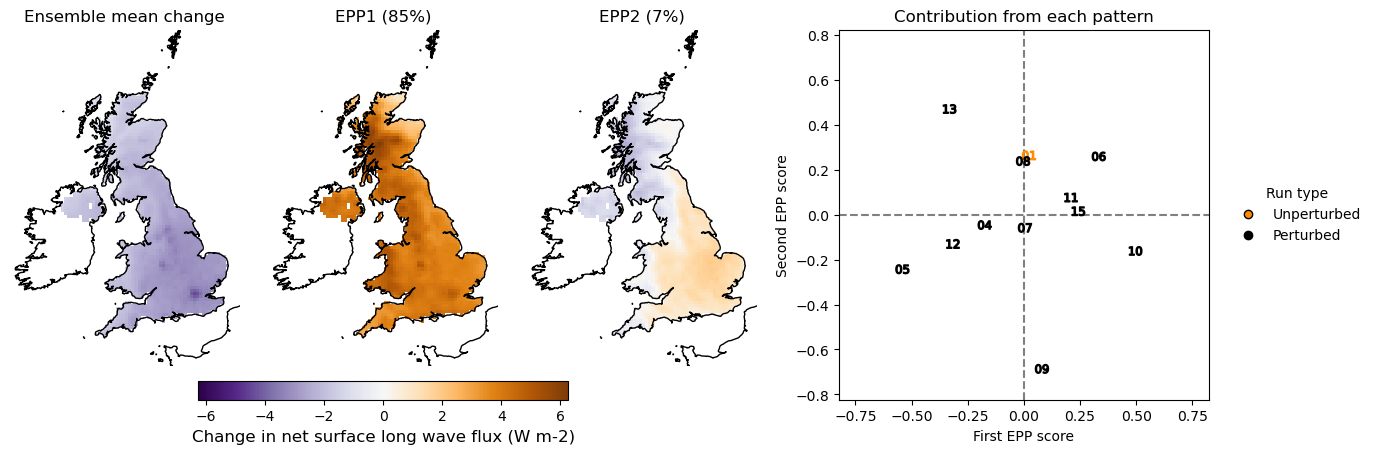 Ensemble mean change
EPP1 (85%)
EPP2 (7%)
−6 −4 −2 0 2 4 6
Change in net surface long wave flux (W m-2)
Contribution from each pattern
Second EPP score
0.8
0.6
0.4
0.2
0.0
−0.2
−0.4
−0.6
−0.8
13
01
08
06
11
15
04
07
12
10
05
09
−0.75 −0.50 −0.25 0.00 0.25 0.50 0.75
First EPP score
Run type
Unperturbed
Perturbed